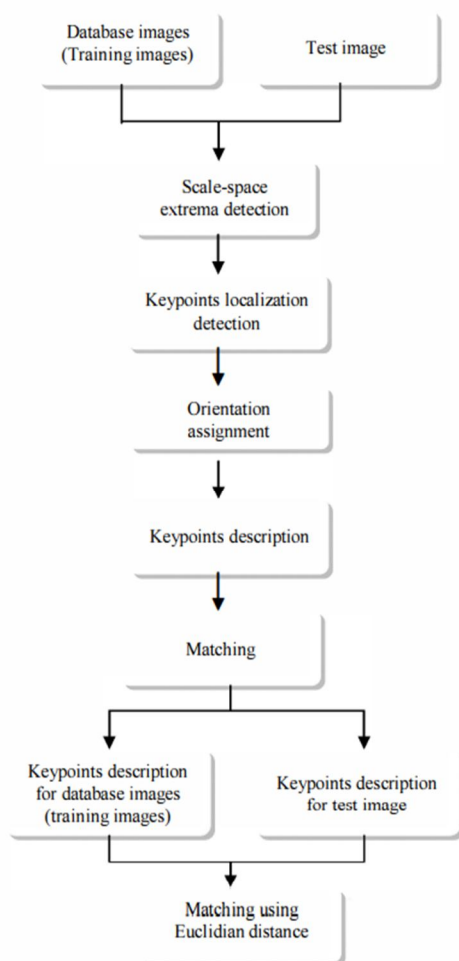 Database images
(Training images)
Test image
Scale-space
extrema detection
Keypoints localization
detection
Orientation
assignment
Keypoints description
Matching
Keypoints description
for database images
(training images)
Keypoints description
for test image
Matching using
Euclidian distance